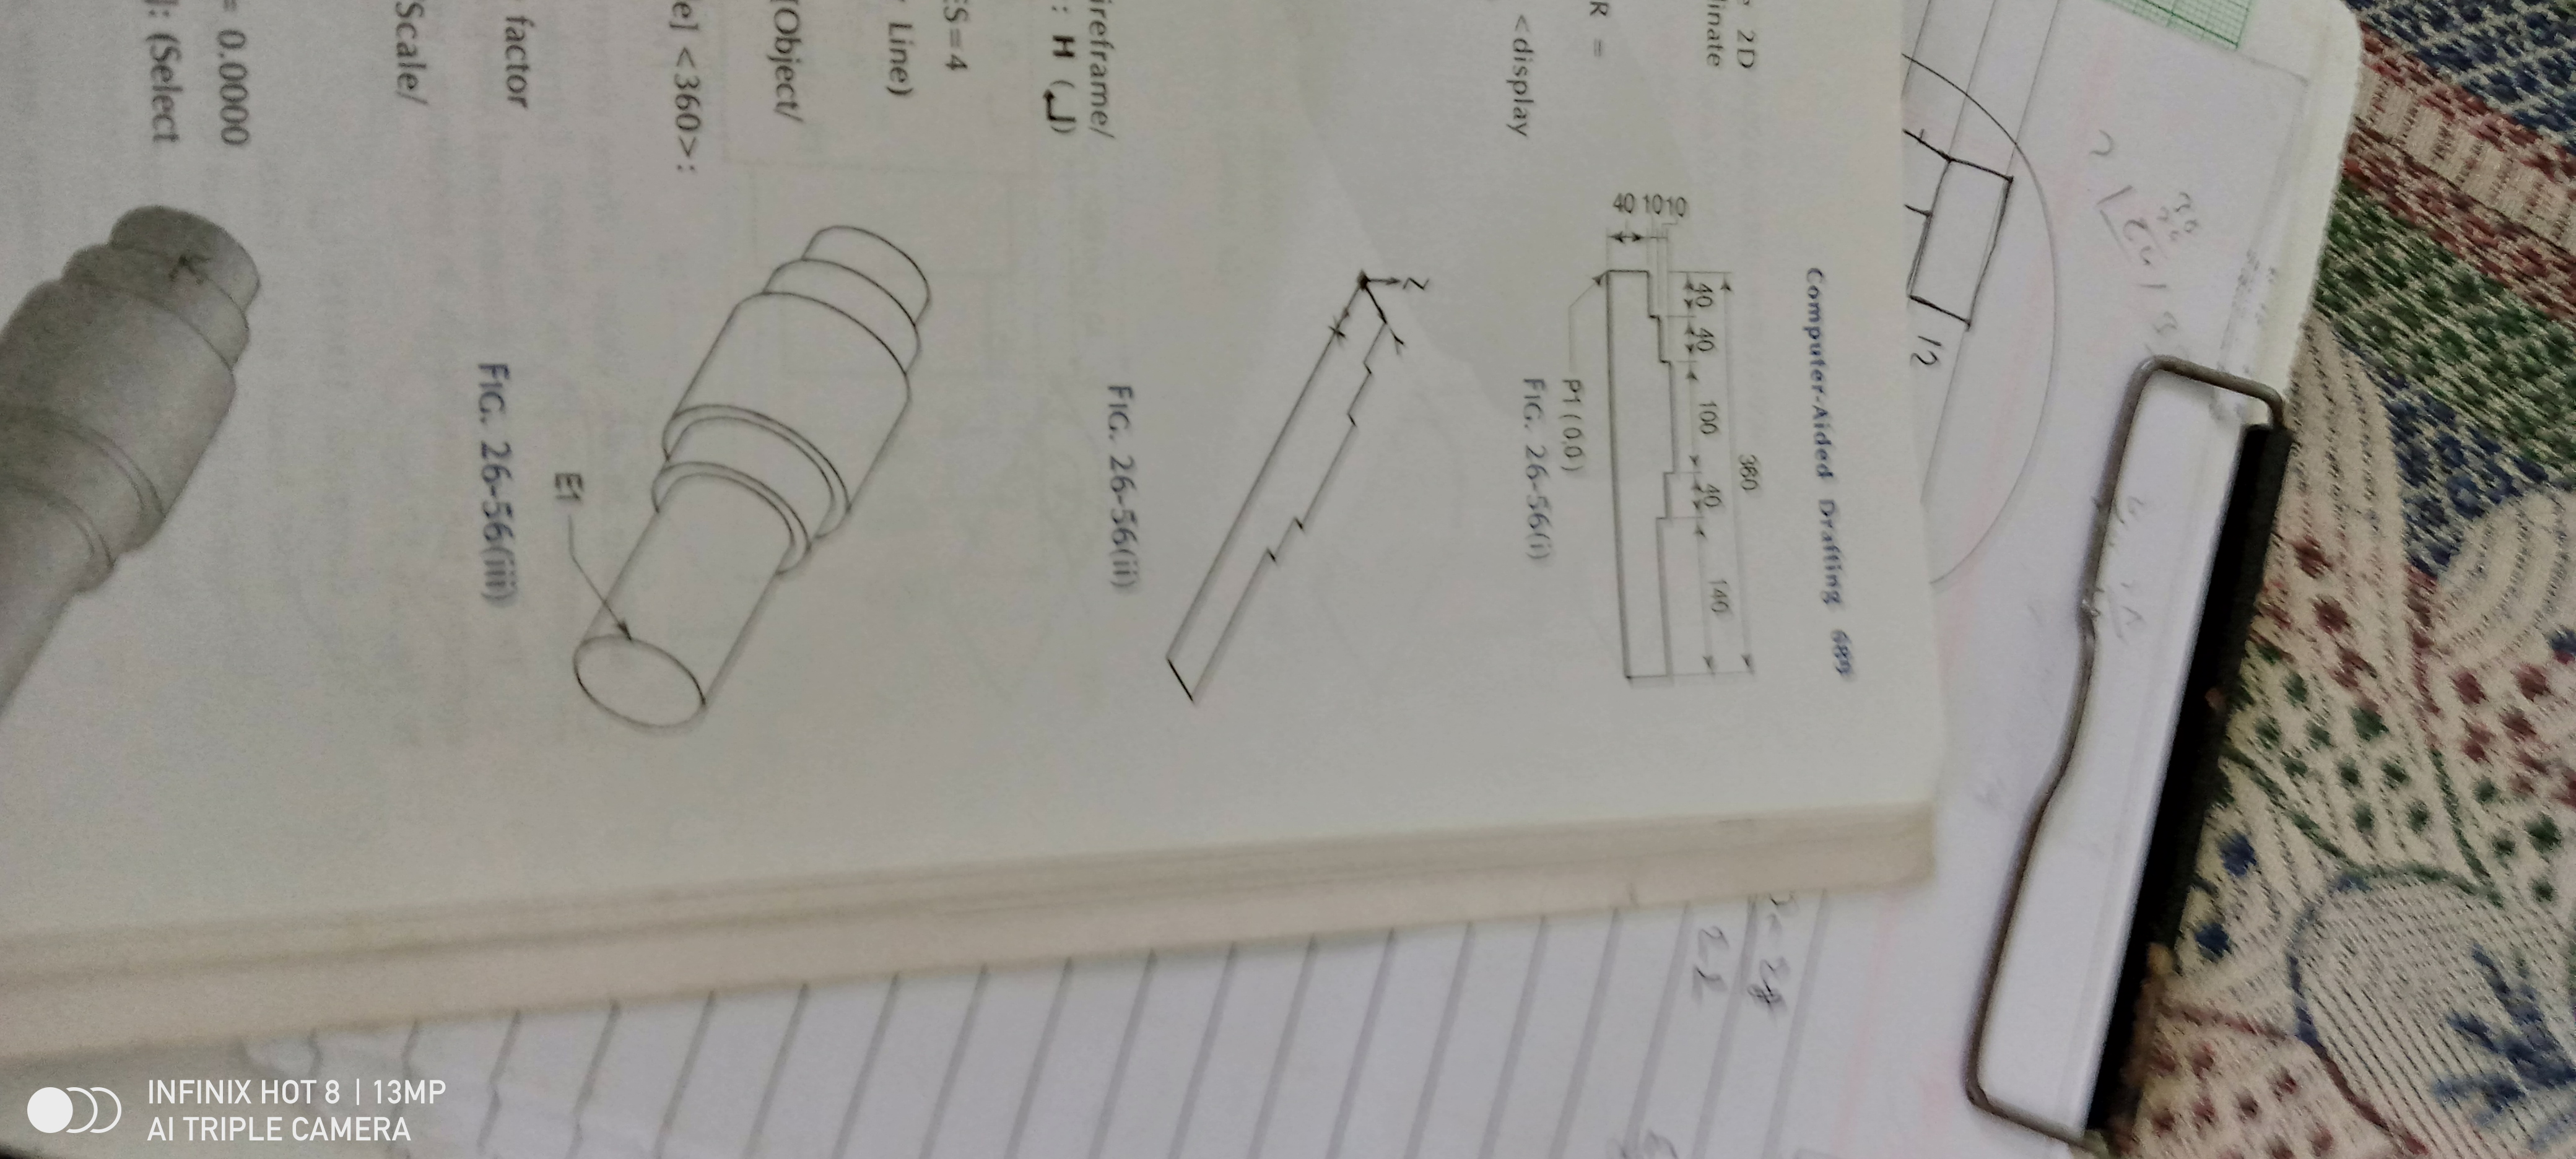 Computer-Aided Drafting 689
2D
linate
R =
<display
360
40 40 100 40 140
40 10 10
P1 (0,0)
FIG. 26-56(i)
Z
FIG. 26-56(ii)
ireframe/
: H (↲)
ES=4
Line)
[Object/
e] <360>:
factor
Scale/
= 0.0000
]: (Select
E1
FIG. 26-56(iii)
12
INFINIX HOT 8 | 13MP
AI TRIPLE CAMERA